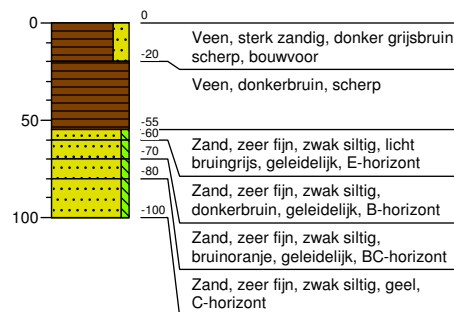 0
0
Veen, sterk zandig, donker grijsbruin
scherp, bouwvoor
-20
Veen, donkerbruin, scherp
50
-55
-60
Zand, zeer fijn, zwak siltig, licht
bruingrijs, geleidelijk, E-horizont
-70
Zand, zeer fijn, zwak siltig,
donkerbruin, geleidelijk, B-horizont
-80
Zand, zeer fijn, zwak siltig,
bruinoranje, geleidelijk, BC-horizont
100
-100
Zand, zeer fijn, zwak siltig, geel,
C-horizont